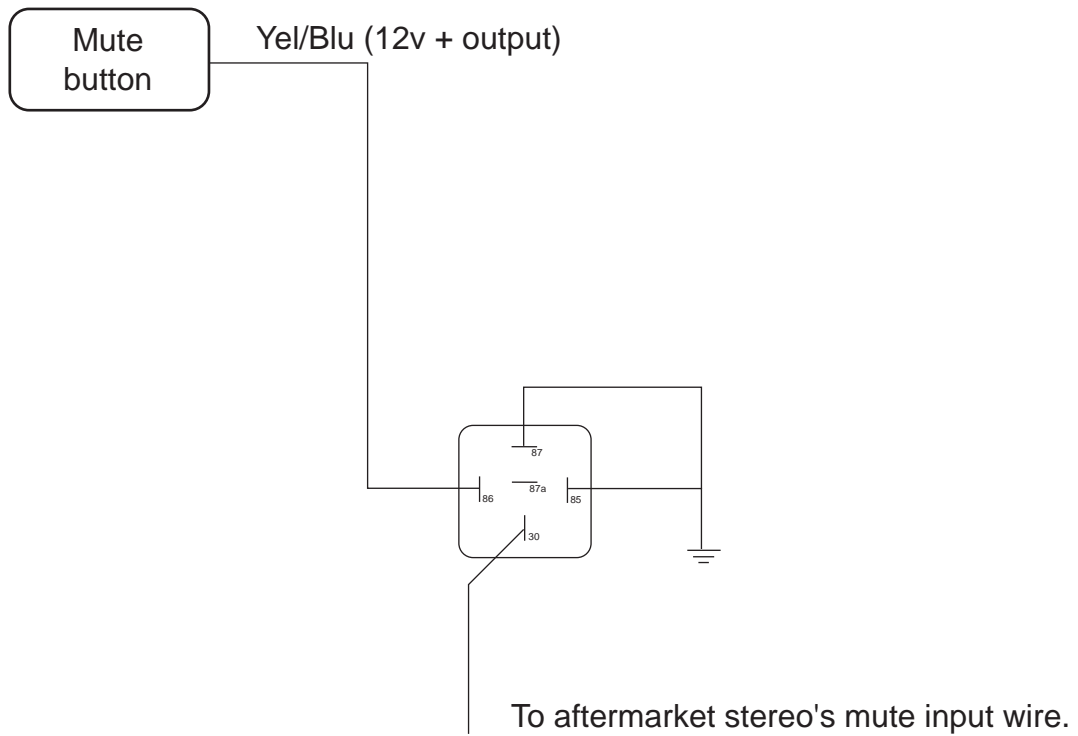 Mute
button
Yel/Blu (12v + output)
87
87a
86
85
30
To aftermarket stereo's mute input wire.